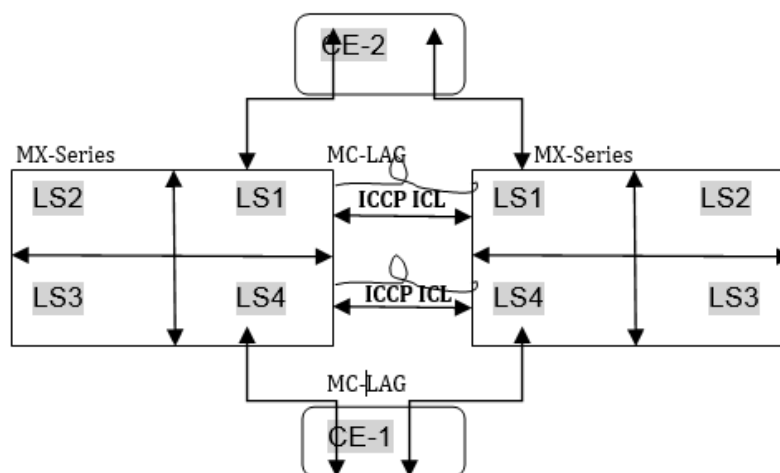 CE-2
MX-Series MC-LAG MX-Series
LS2 LS1 LS1 LS2
ICCP ICL
LS3 LS4 LS4 LS3
ICCP ICL
MC-LAG
CE-1